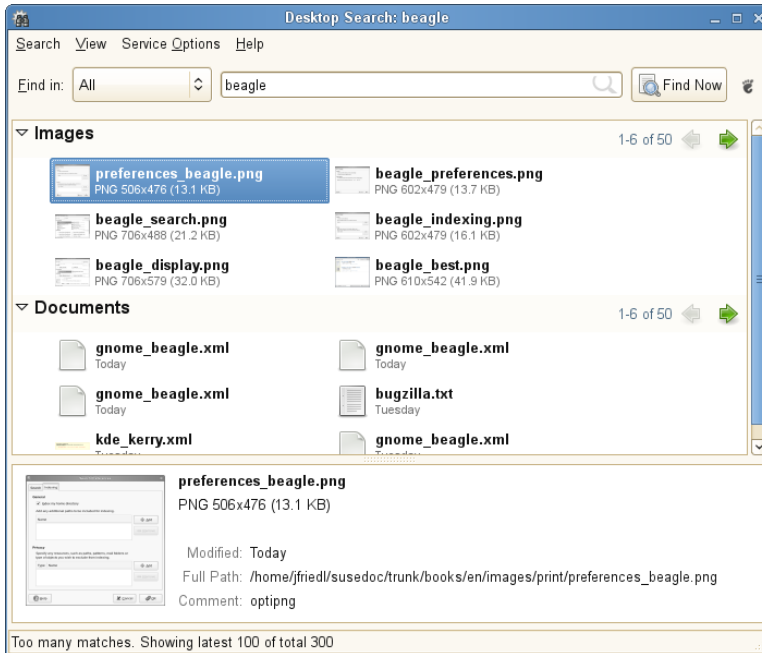 Desktop Search: beagle
Search View Service Options Help
Find in: All beagle Find Now
Images 1-6 of 50
preferences_beagle.png beagle_preferences.png
PNG 506x476 (13.1 KB) PNG 602x479 (13.7 KB)
beagle_search.png beagle_indexing.png
PNG 706x488 (21.2 KB) PNG 602x479 (16.1 KB)
beagle_display.png beagle_best.png
PNG 706x579 (32.0 KB) PNG 610x542 (41.9 KB)
Documents 1-6 of 50
gnome_beagle.xml gnome_beagle.xml
Today Today
gnome_beagle.xml bugzilla.txt
Today Tuesday
kde_kerry.xml gnome_beagle.xml
preferences_beagle.png
PNG 506x476 (13.1 KB)
Modified: Today
Full Path: /home/jfriedl/susedoc/trunk/books/en/images/print/preferences_beagle.png
Comment: optipng
Too many matches. Showing latest 100 of total 300